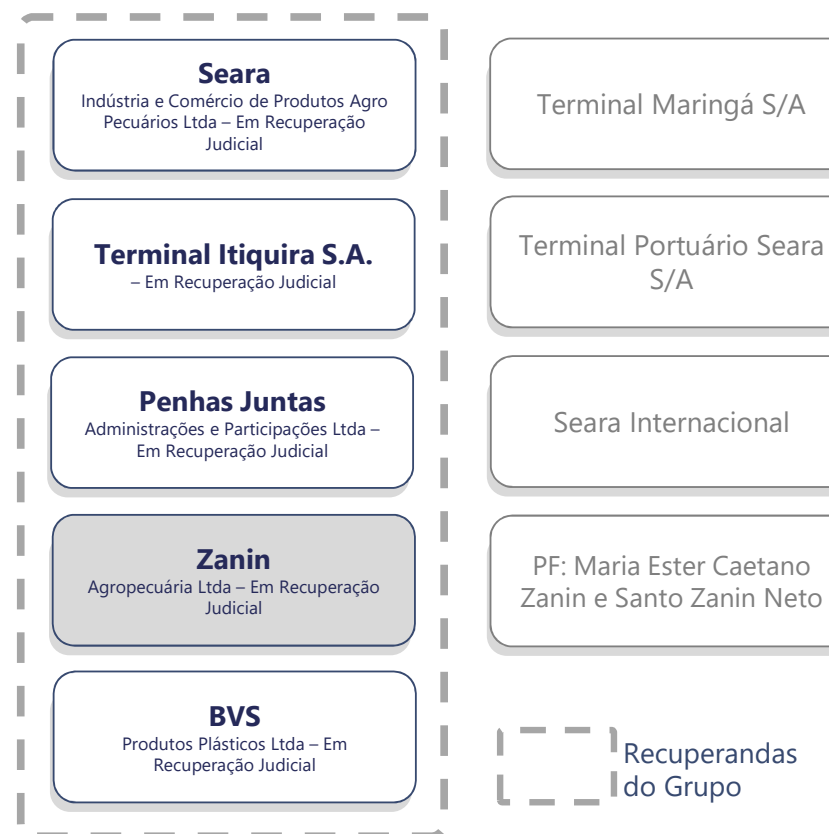 Seara
Indústria e Comércio de Produtos Agro
Pecuários Ltda – Em Recuperação
Judicial
Terminal Itiquira S.A.
– Em Recuperação Judicial
Penhas Juntas
Administrações e Participações Ltda –
Em Recuperação Judicial
Zanin
Agropecuária Ltda – Em Recuperação
Judicial
BVS
Produtos Plásticos Ltda – Em
Recuperação Judicial
Terminal Maringá S/A
Terminal Portuário Seara
S/A
Seara Internacional
PF: Maria Ester Caetano
Zanin e Santo Zanin Neto
Recuperandas
do Grupo